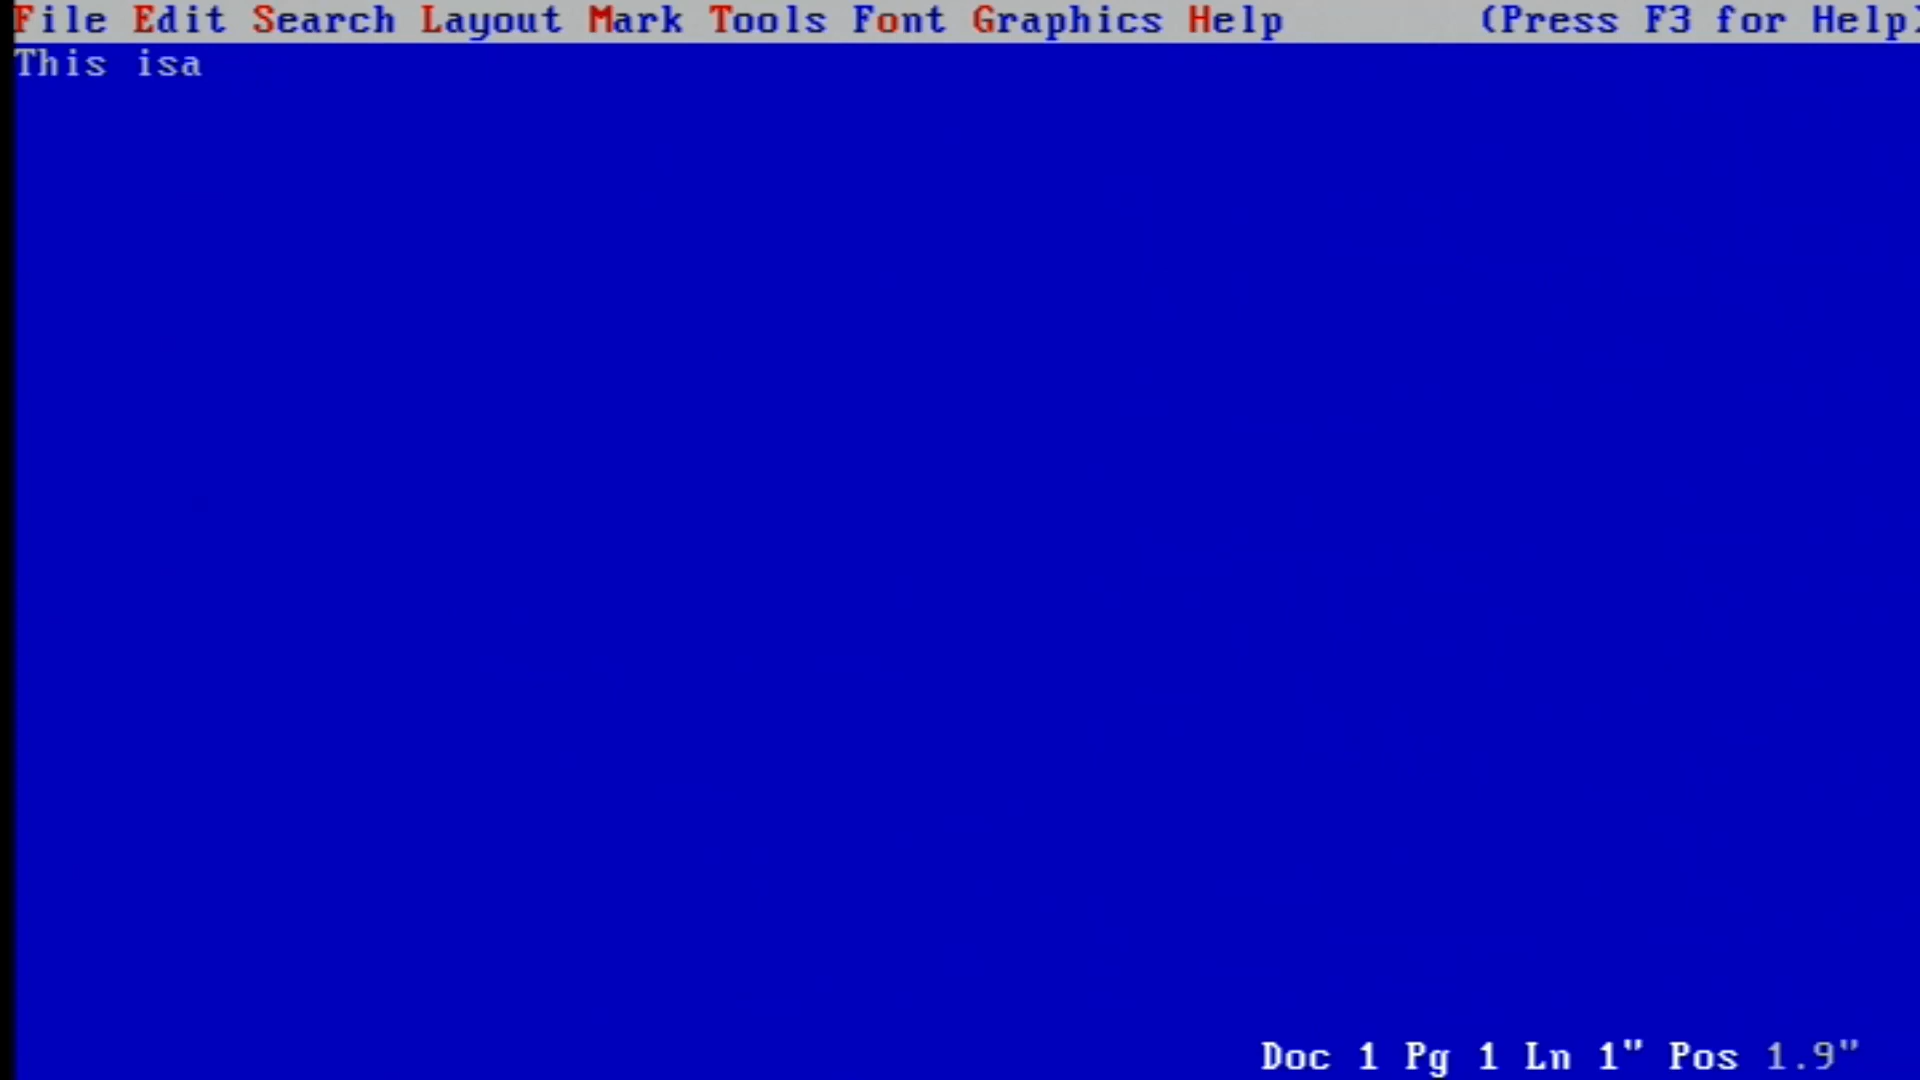 File Edit Search Layout Mark Tools Font Graphics Help (Press F3 for Help)
This isa
Doc 1 Pg 1 Ln 1" Pos 1.9"